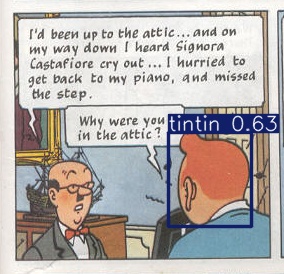 I'd been up to the attic...and on
my way down I heard Signora
Castafiore cry out... I hurried to
get back to my piano, and missed
the step.
Why were you
in the attic?
tintin 0.63